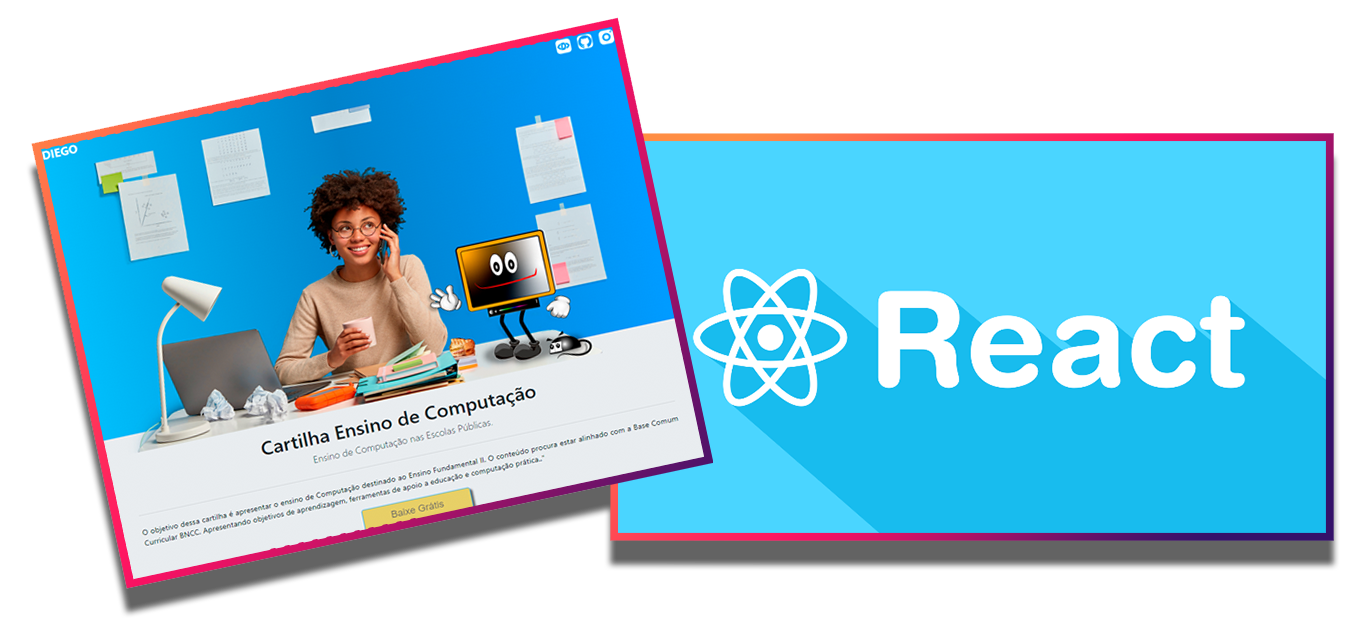 DIEGO
Cartilha Ensino de Computação
Ensino de Computação nas Escolas Públicas.
O objetivo dessa cartilha é apresentar o ensino de Computação destinado ao Ensino Fundamental II. O conteúdo procura estar alinhado com a Base Comum
Curricular BNCC. Apresentando objetivos de aprendizagem, ferramentas de apoio a educação e computação prática.."
Baixe Grátis
React